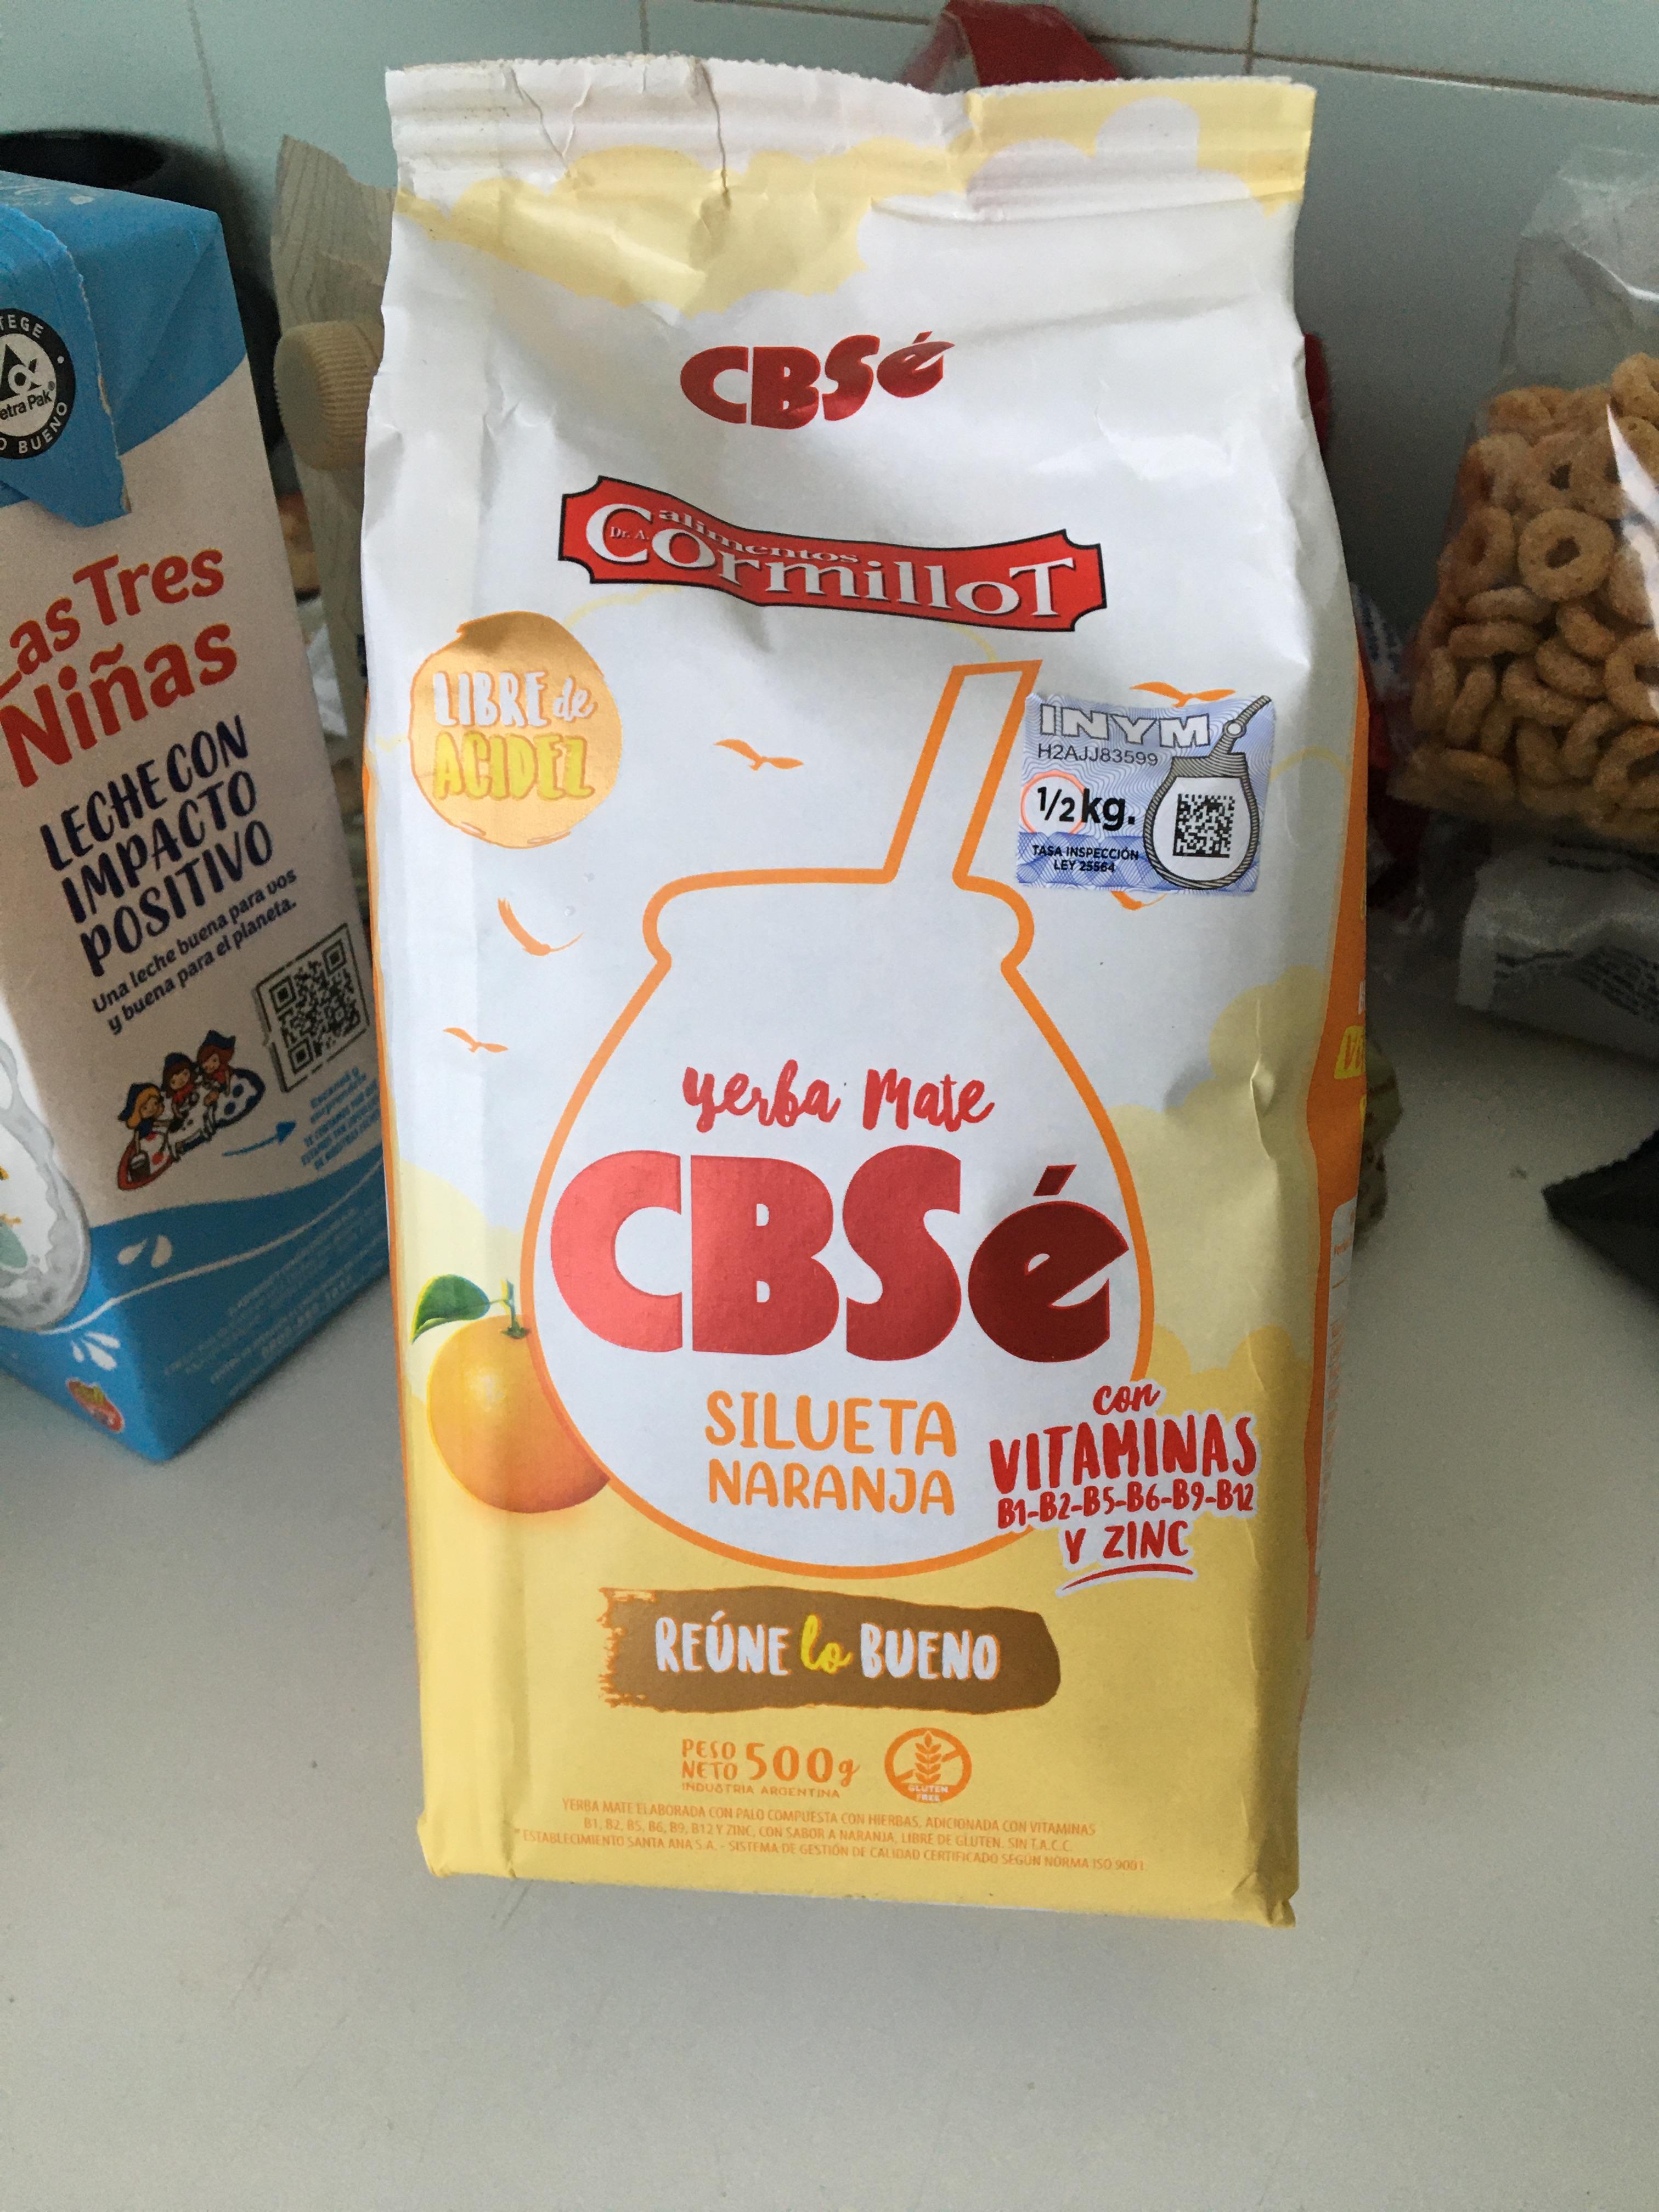 CBSé
Dr. A. alimentos
Cormillot
LIBRE de
ACIDEZ
INYM
H2AJJ83599
1/2 kg.
TASA INSPECCIÓN
LEY 25564
yerba Mate
CBSé
SILUETA
NARANJA
con
VITAMINAS
B1-B2-B5-B6-B9-B12
Y ZINC
REÚNE lo BUENO
PESO
NETO 500g
INDUSTRIA ARGENTINA
GLUTEN
FREE
YERBA MATE ELABORADA CON PALO COMPUESTA CON HIERBAS, ADICIONADA CON VITAMINAS
B1, B2, B5, B6, B9, B12 Y ZINC, CON SABOR A NARANJA. LIBRE DE GLUTEN. SIN T.A.C.C.
*ESTABLECIMIENTO SANTA ANA S.A. - SISTEMA DE GESTIÓN DE CALIDAD CERTIFICADO SEGÚN NORMA ISO 9001.
TEGE
etra Pak
O BUENO
Las Tres
Niñas
LECHE CON
IMPACTO
POSITIVO
Una leche buena para vos
y buena para el planeta.